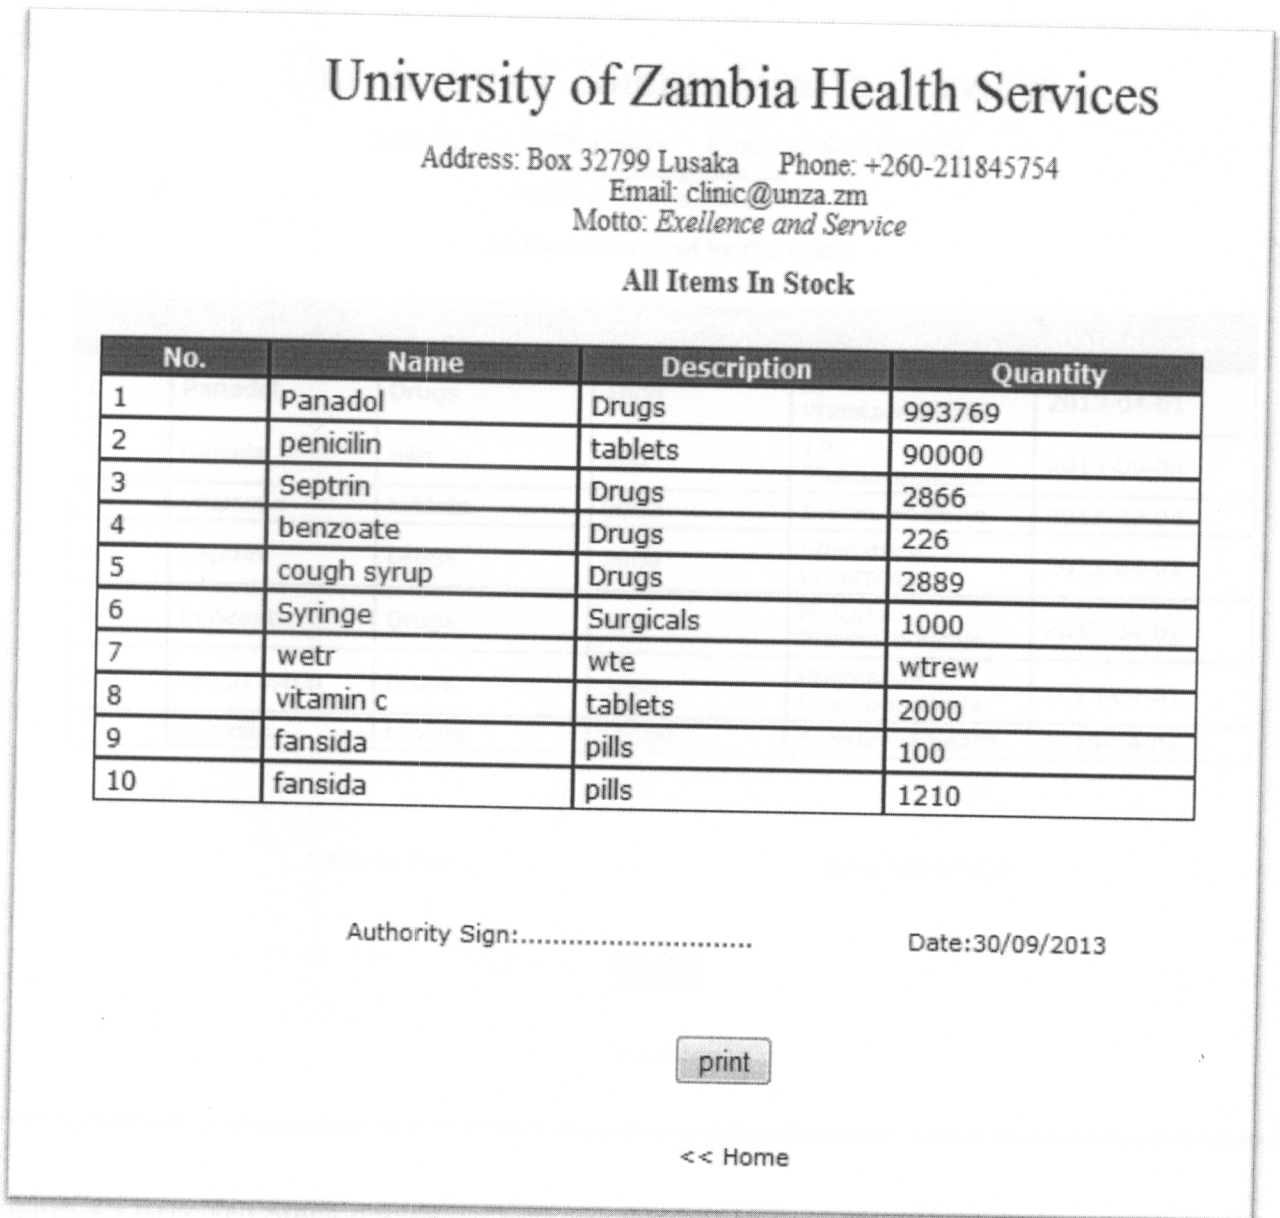 University of Zambia Health Services
Address: Box 32799 Lusaka Phone: +260-211845754
Email: clinic@unza.zm
Motto: Exellence and Service
All Items In Stock
No. Name Description Quantity
1 Panadol Drugs 993769
2 penicilin tablets 90000
3 Septrin Drugs 2866
4 benzoate Drugs 226
5 cough syrup Drugs 2889
6 Syringe Surgicals 1000
7 wetr wte wtrew
8 vitamin c tablets 2000
9 fansida pills 100
10 fansida pills 1210
Authority Sign:............................. Date:30/09/2013
print
<< Home